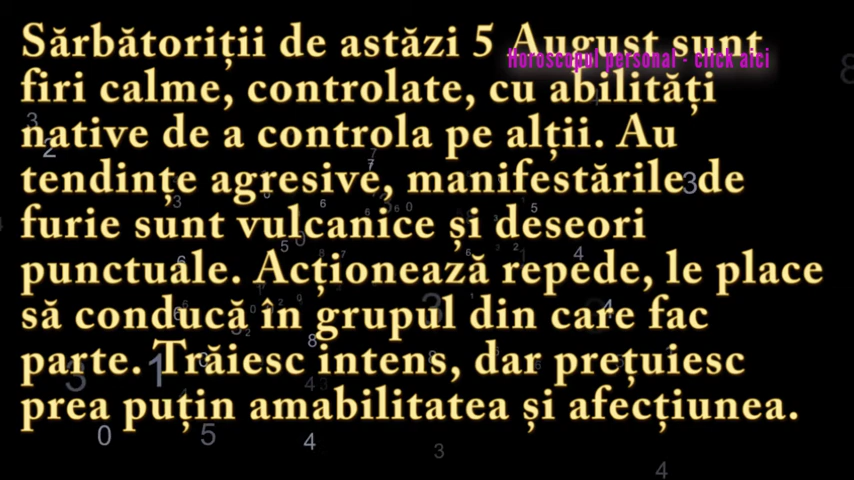 Sărbătoriții de astăzi 5 August sunt
Horoscopul personal - click aici
firi calme, controlate, cu abilități
native de a controla pe alții. Au
tendințe agresive, manifestările de
furie sunt vulcanice și deseori
punctuale. Acționează repede, le place
să conducă în grupul din care fac
parte. Trăiesc intens, dar prețuiesc
prea puțin amabilitatea și afecțiunea.